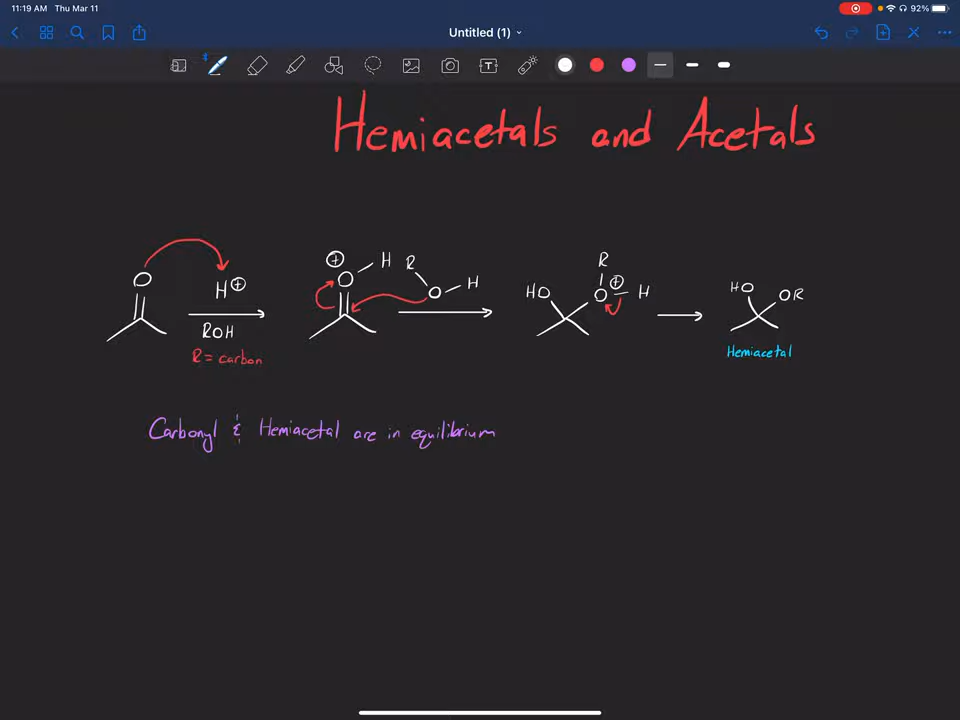 11:19 AM Thu Mar 11
92%
Untitled (1)
Hemiacetals and Acetals
O
H⊕
ROH
R = carbon
⊕
O H
R
O H
R
HO O ⊕ H
HO OR
Hemiacetal
Carbonyl & Hemiacetal are in equilibrium